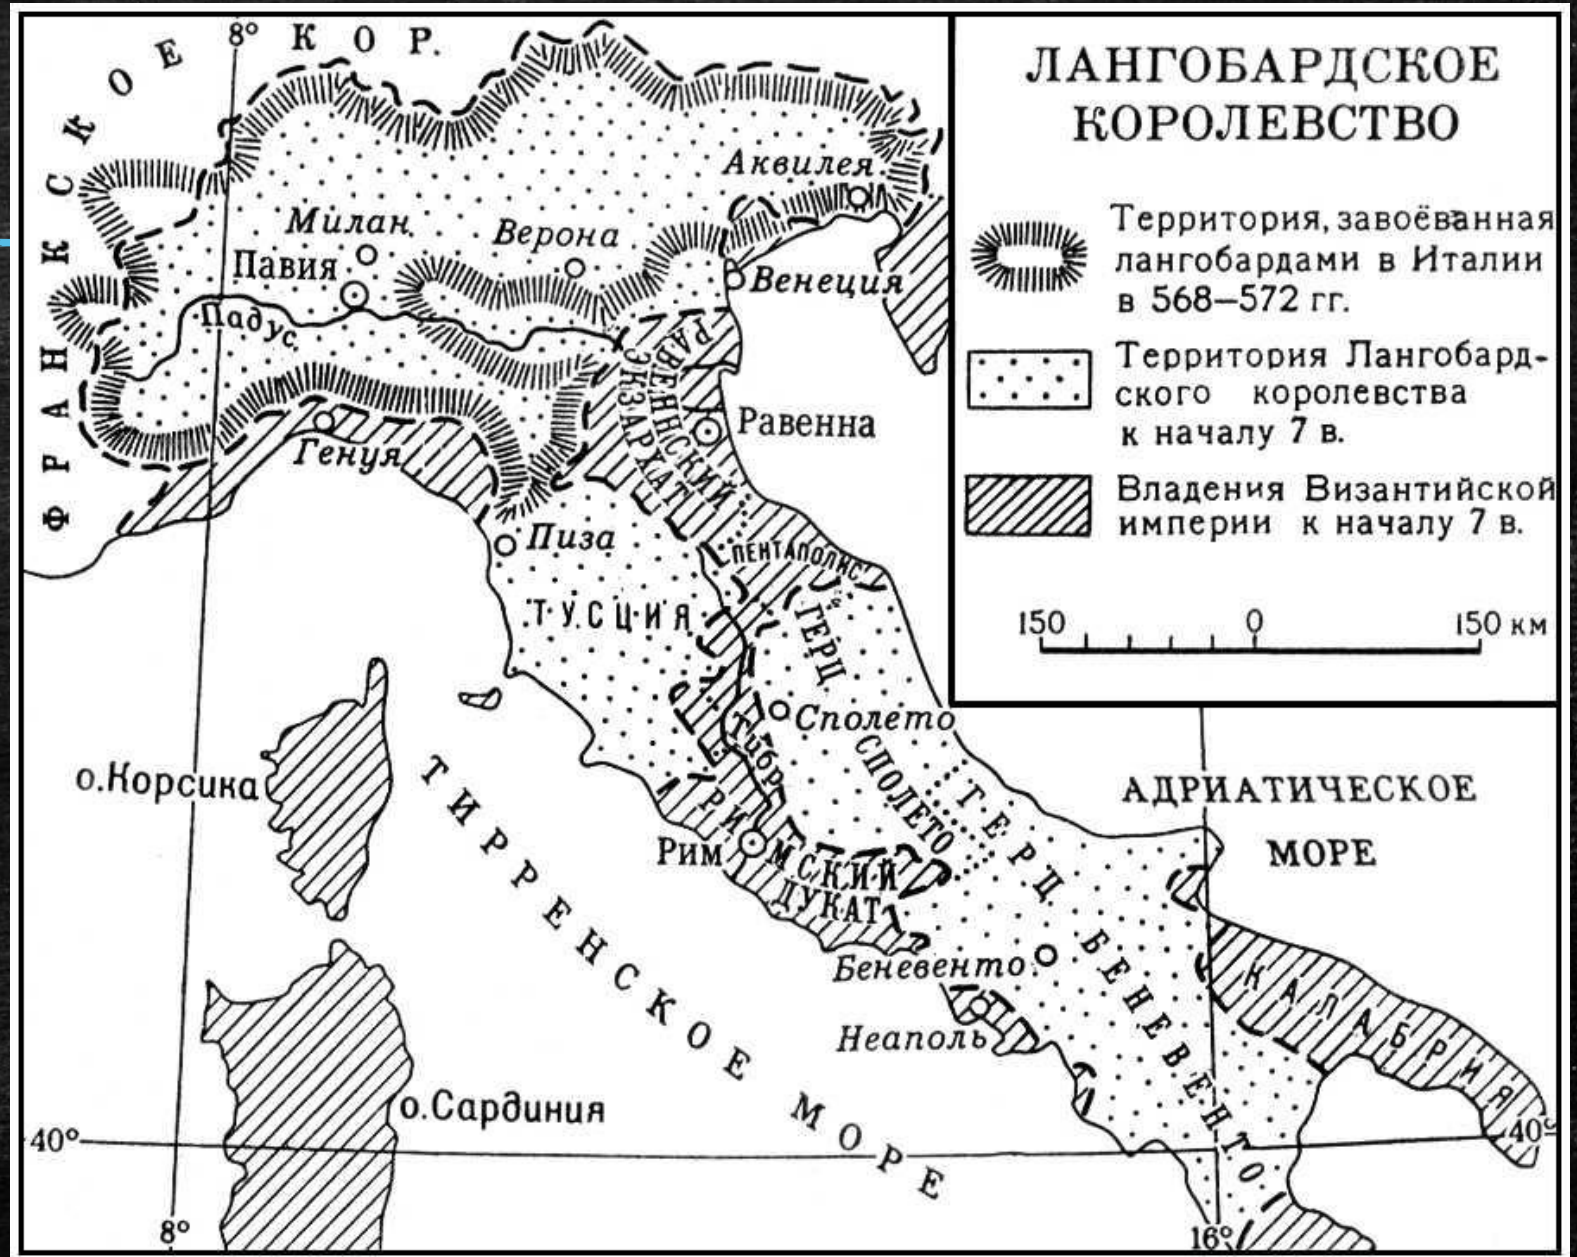 ФРАНКСКОЕ КОР.
8°
ЛАНГОБАРДСКОЕ
КОРОЛЕВСТВО
Территория, завоёванная
лангобардами в Италии
в 568–572 гг.
Территория Лангобард-
ского королевства
к началу 7 в.
Владения Византийской
империи к началу 7 в.
150 0 150 км
Аквилея
Милан
Верона
Павия
Венеция
Падус
РАВЕННСКИЙ
ЭКЗАРХАТ
Равенна
Генуя
Пиза
ПЕНТАПОЛИС
ТУСЦИЯ
ГЕРЦ
СПОЛЕТО
Сполето
Тибр
о.Корсика
ТИРРЕНСКОЕ МОРЕ
АДРИАТИЧЕСКОЕ
МОРЕ
Рим
РИМСКИЙ
ДУКАТ
ГЕРЦ
БЕНЕВЕНТО
Беневенто
КАЛАБРИЯ
Неаполь
о.Сардиния
40°
40°
8°
16°